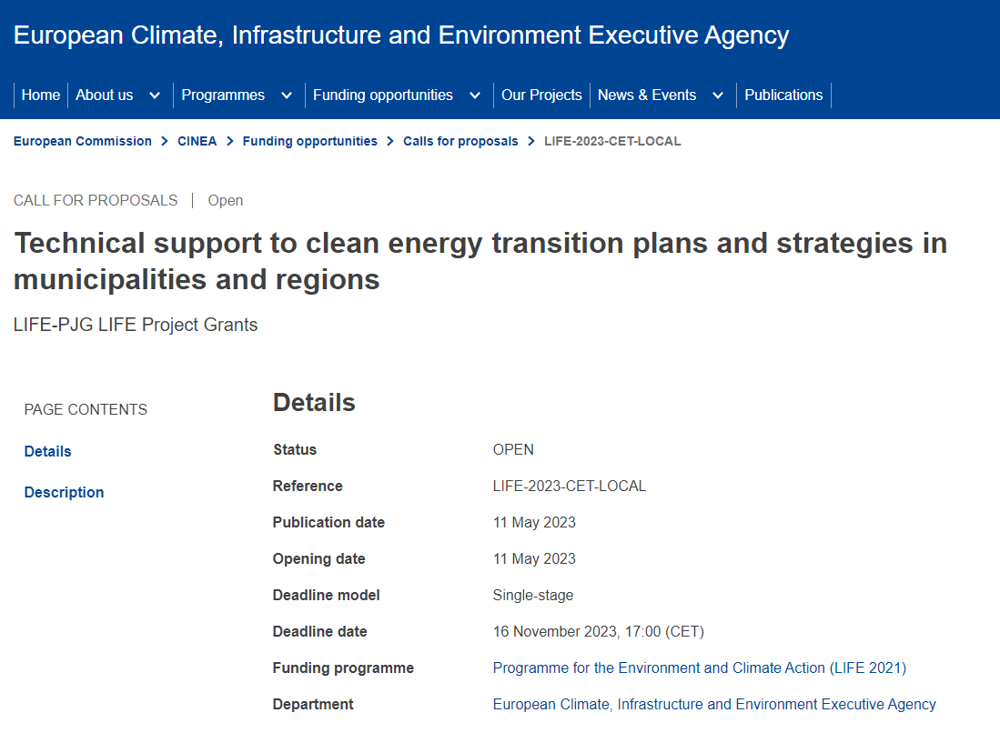 European Climate, Infrastructure and Environment Executive Agency
Home About us Programmes Funding opportunities Our Projects News & Events Publications
European Commission > CINEA > Funding opportunities > Calls for proposals > LIFE-2023-CET-LOCAL
CALL FOR PROPOSALS | Open
Technical support to clean energy transition plans and strategies in
municipalities and regions
LIFE-PJG LIFE Project Grants
PAGE CONTENTS
Details
Description
Details
Status OPEN
Reference LIFE-2023-CET-LOCAL
Publication date 11 May 2023
Opening date 11 May 2023
Deadline model Single-stage
Deadline date 16 November 2023, 17:00 (CET)
Funding programme Programme for the Environment and Climate Action (LIFE 2021)
Department European Climate, Infrastructure and Environment Executive Agency